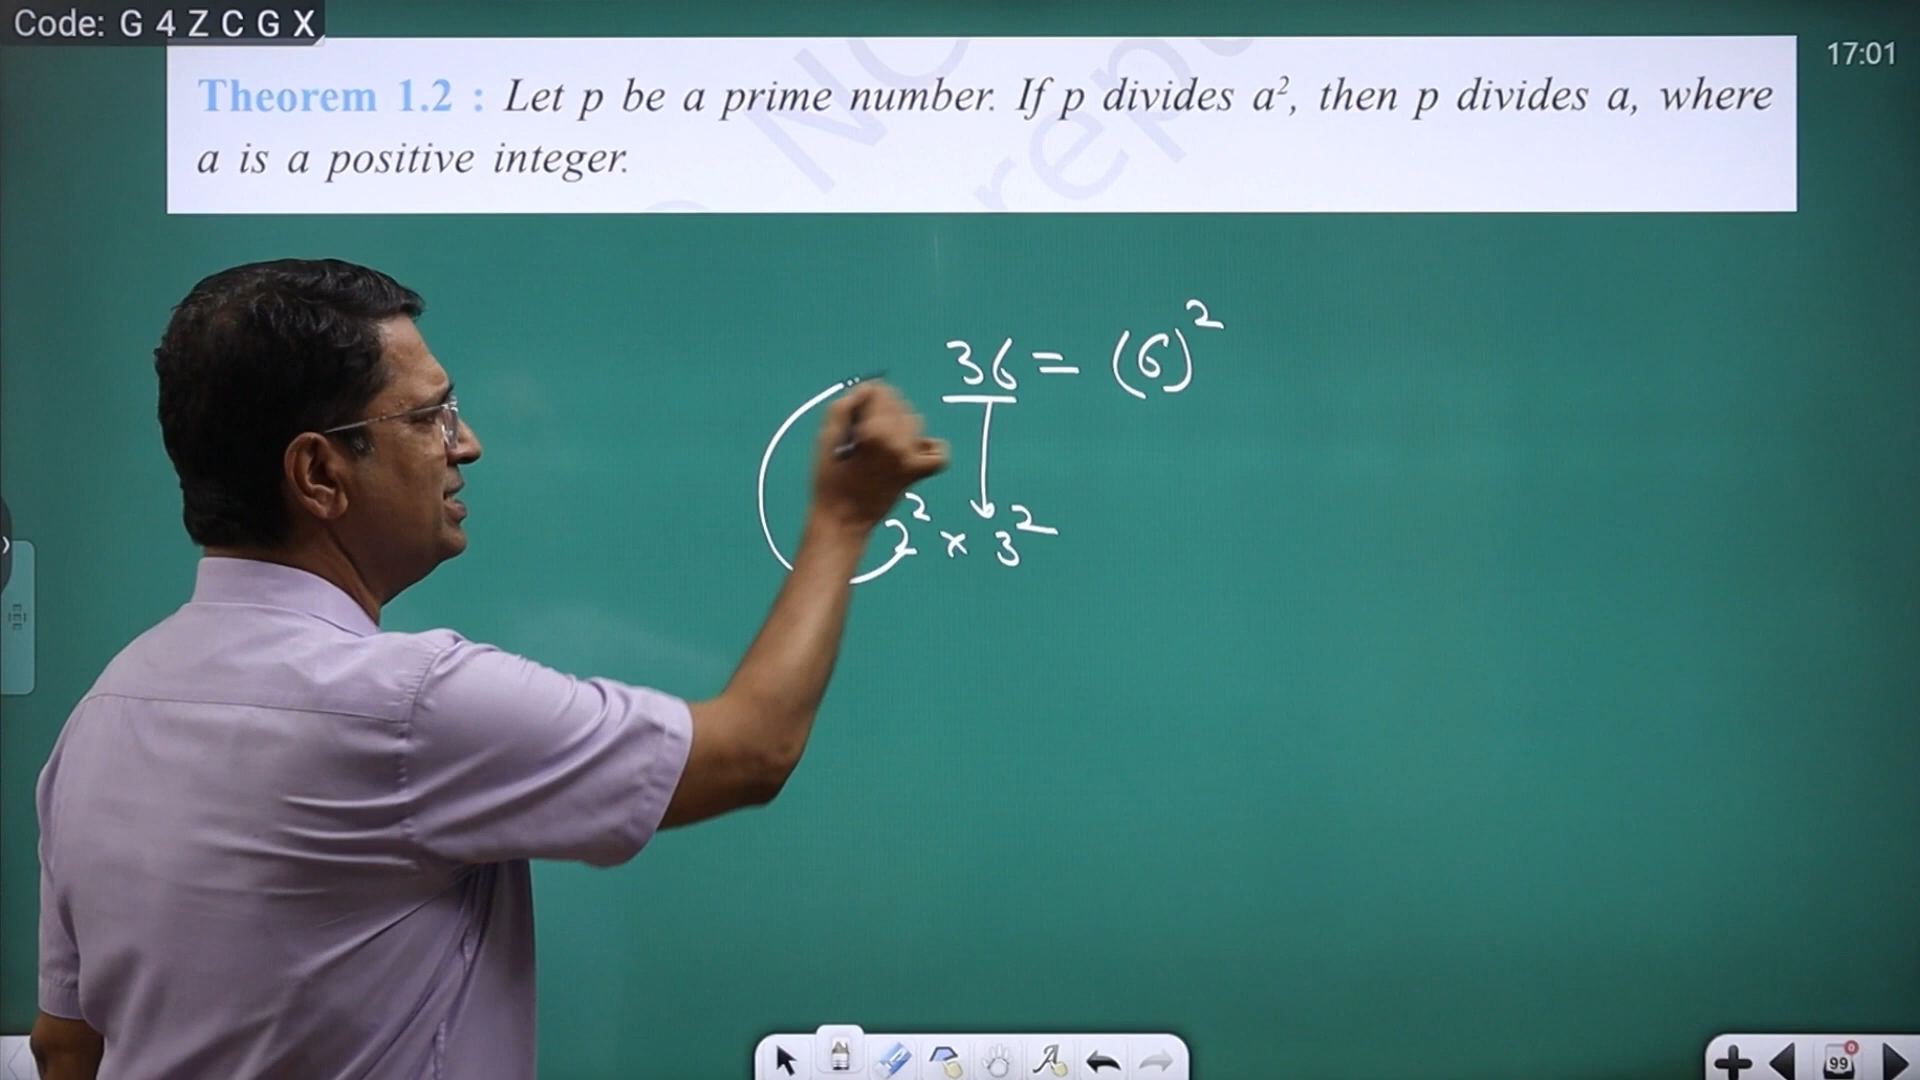 Code: G 4 Z C G X
17:01
Theorem 1.2 : Let p be a prime number. If p divides a², then p divides a, where
a is a positive integer.
36 = (6)²
2² × 3²
99
0